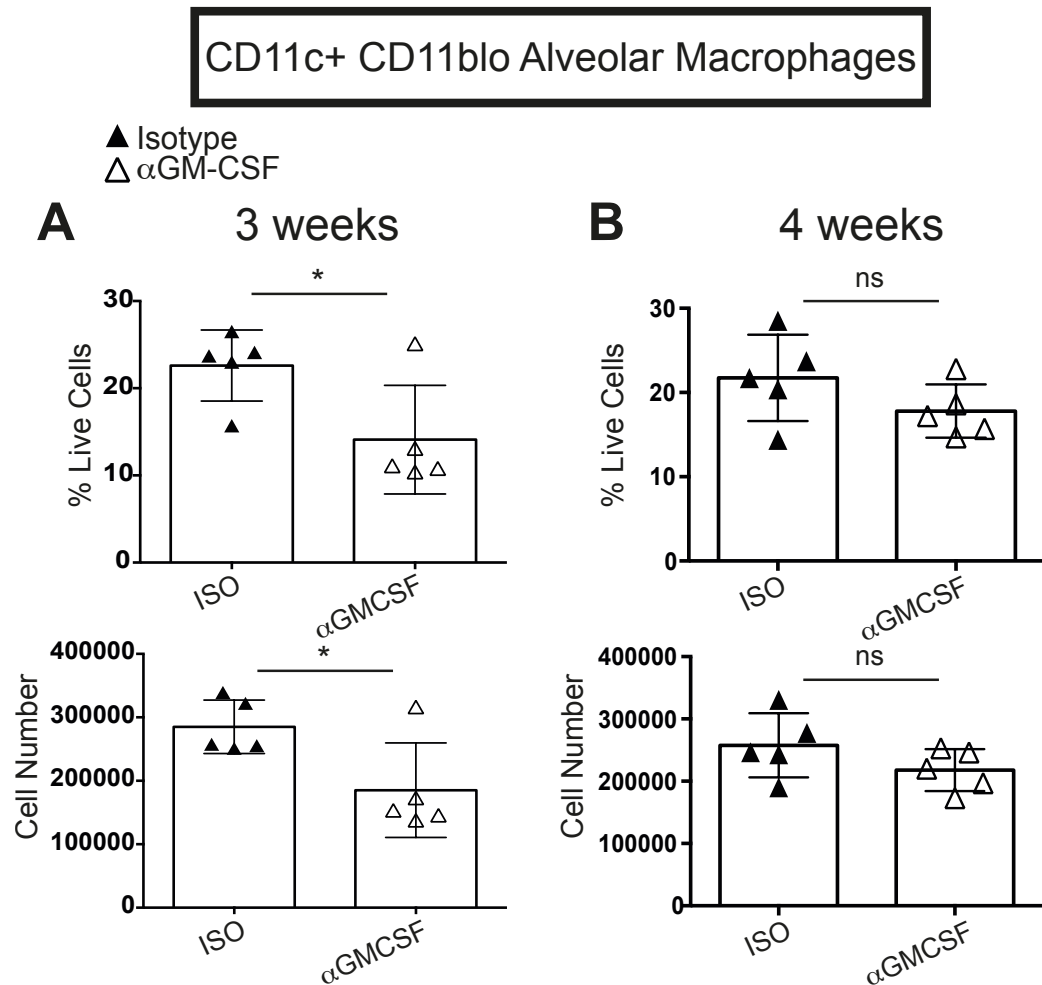 CD11c+ CD11blo Alveolar Macrophages
▲ Isotype
△ αGM-CSF
A 3 weeks
*
30
20
10
0
% Live Cells
ISO
αGMCSF
*
400000
300000
200000
100000
0
Cell Number
ISO
αGMCSF
B 4 weeks
ns
30
20
10
0
% Live Cells
ISO
αGMCSF
ns
400000
300000
200000
100000
0
Cell Number
ISO
αGMCSF